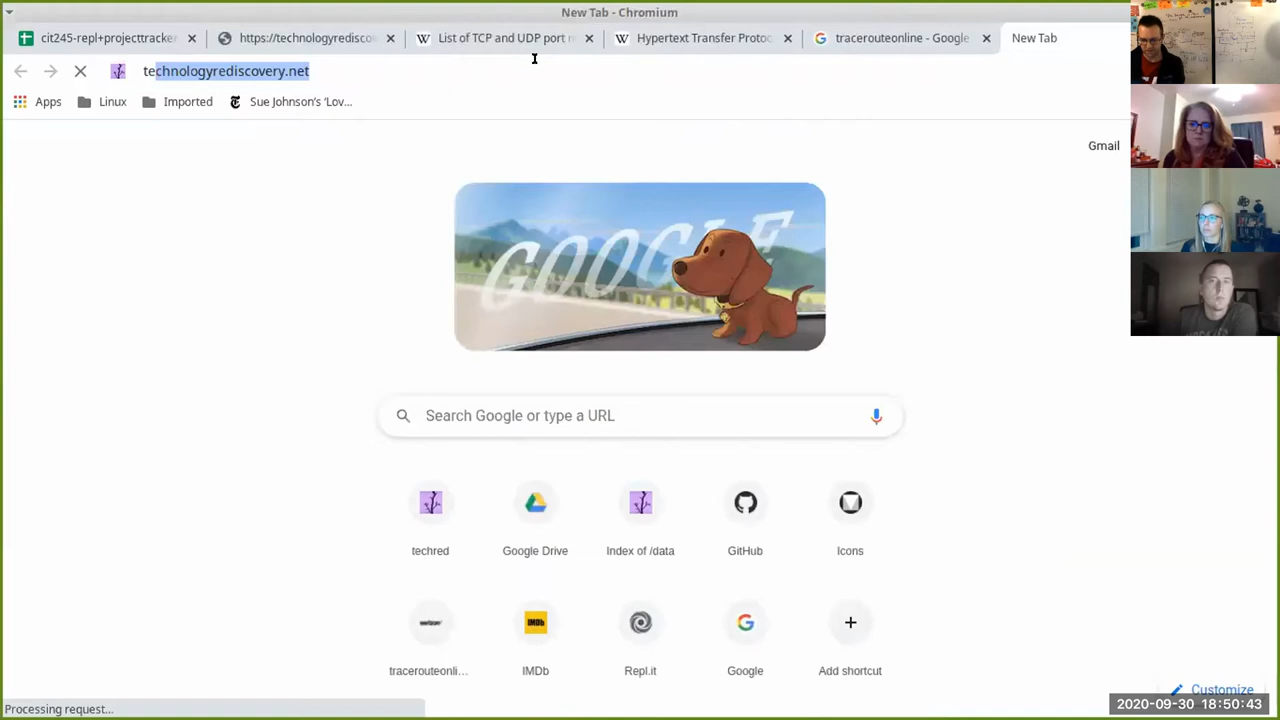 New Tab - Chromium
cit245-repl+projecttracker
https://technologyredisco
List of TCP and UDP port n
Hypertext Transfer Protoc
tracerouteonline - Google
New Tab
technologyrediscovery.net
Apps
Linux
Imported
Sue Johnson's 'Lov...
Gmail
GOOGLE
Search Google or type a URL
techred
Google Drive
Index of /data
GitHub
Icons
verizon
IMDb
tracerouteonli...
IMDb
Repl.it
Google
Add shortcut
Customize
Processing request...
2020-09-30 18:50:43